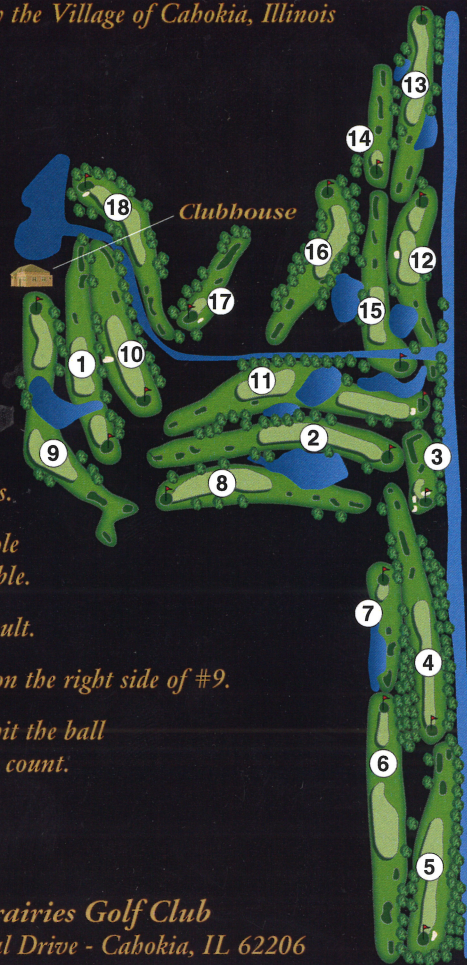 the Village of Cahokia, Illinois
13
14
18
Clubhouse
16
12
17
15
10
1
11
2
3
9
8
s.
ble.
7
ult.
4
on the right side of #9.
hit the ball
count.
6
5
rairies Golf Club
al Drive - Cahokia, IL 62206